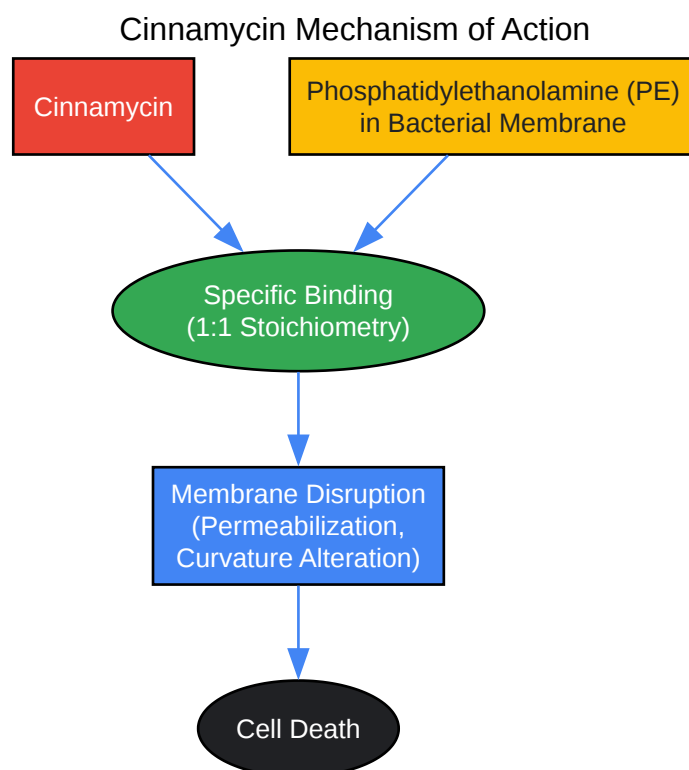 Cinnamycin Mechanism of Action
Cinnamycin
Phosphatidylethanolamine (PE)
in Bacterial Membrane
Specific Binding
(1:1 Stoichiometry)
Membrane Disruption
(Permeabilization,
Curvature Alteration)
Cell Death